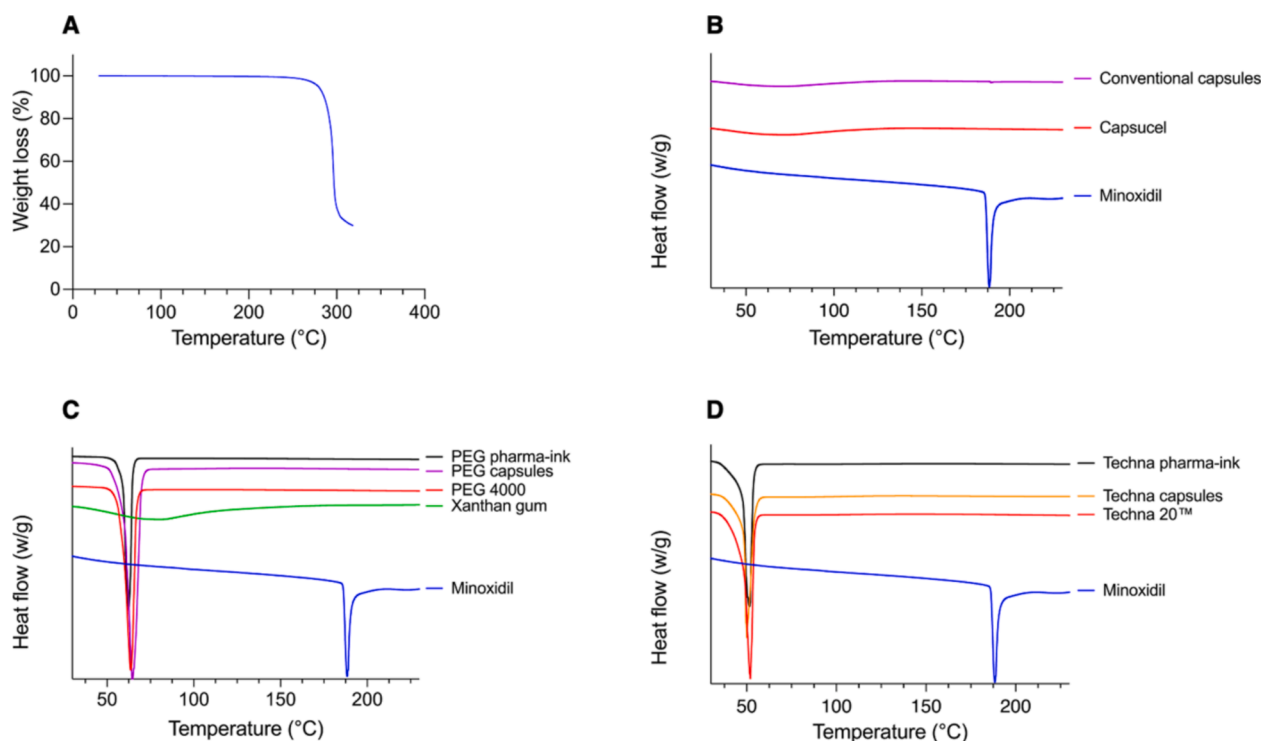 A
Weight loss (%)
100
80
60
40
20
0
0 100 200 300 400
Temperature (°C)
B
Heat flow (w/g)
Conventional capsules
Capsucel
Minoxidil
50 100 150 200
Temperature (°C)
C
Heat flow (w/g)
PEG pharma-ink
PEG capsules
PEG 4000
Xanthan gum
Minoxidil
50 100 150 200
Temperature (°C)
D
Heat flow (w/g)
Techna pharma-ink
Techna capsules
Techna 20™
Minoxidil
50 100 150 200
Temperature (°C)